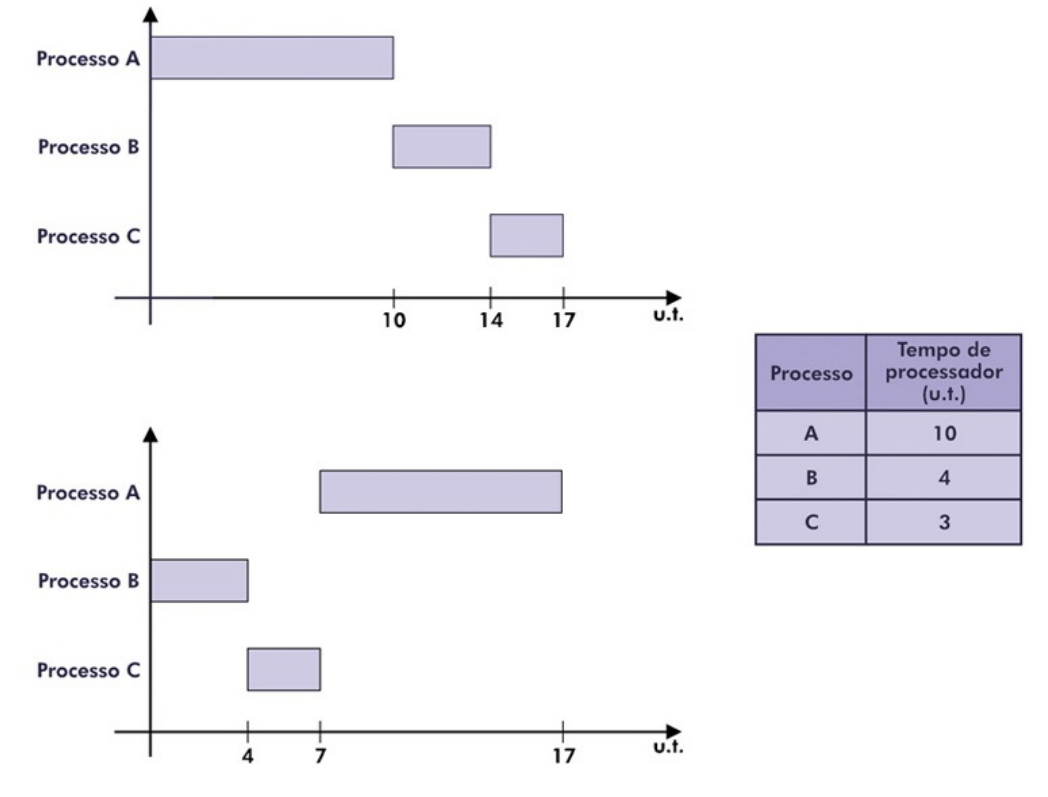 Processo A
Processo B
Processo C
10 14 17 u.t.
Processo A
Processo B
Processo C
4 7 17 u.t.
Processo Tempo de
processador
(u.t.)
A 10
B 4
C 3